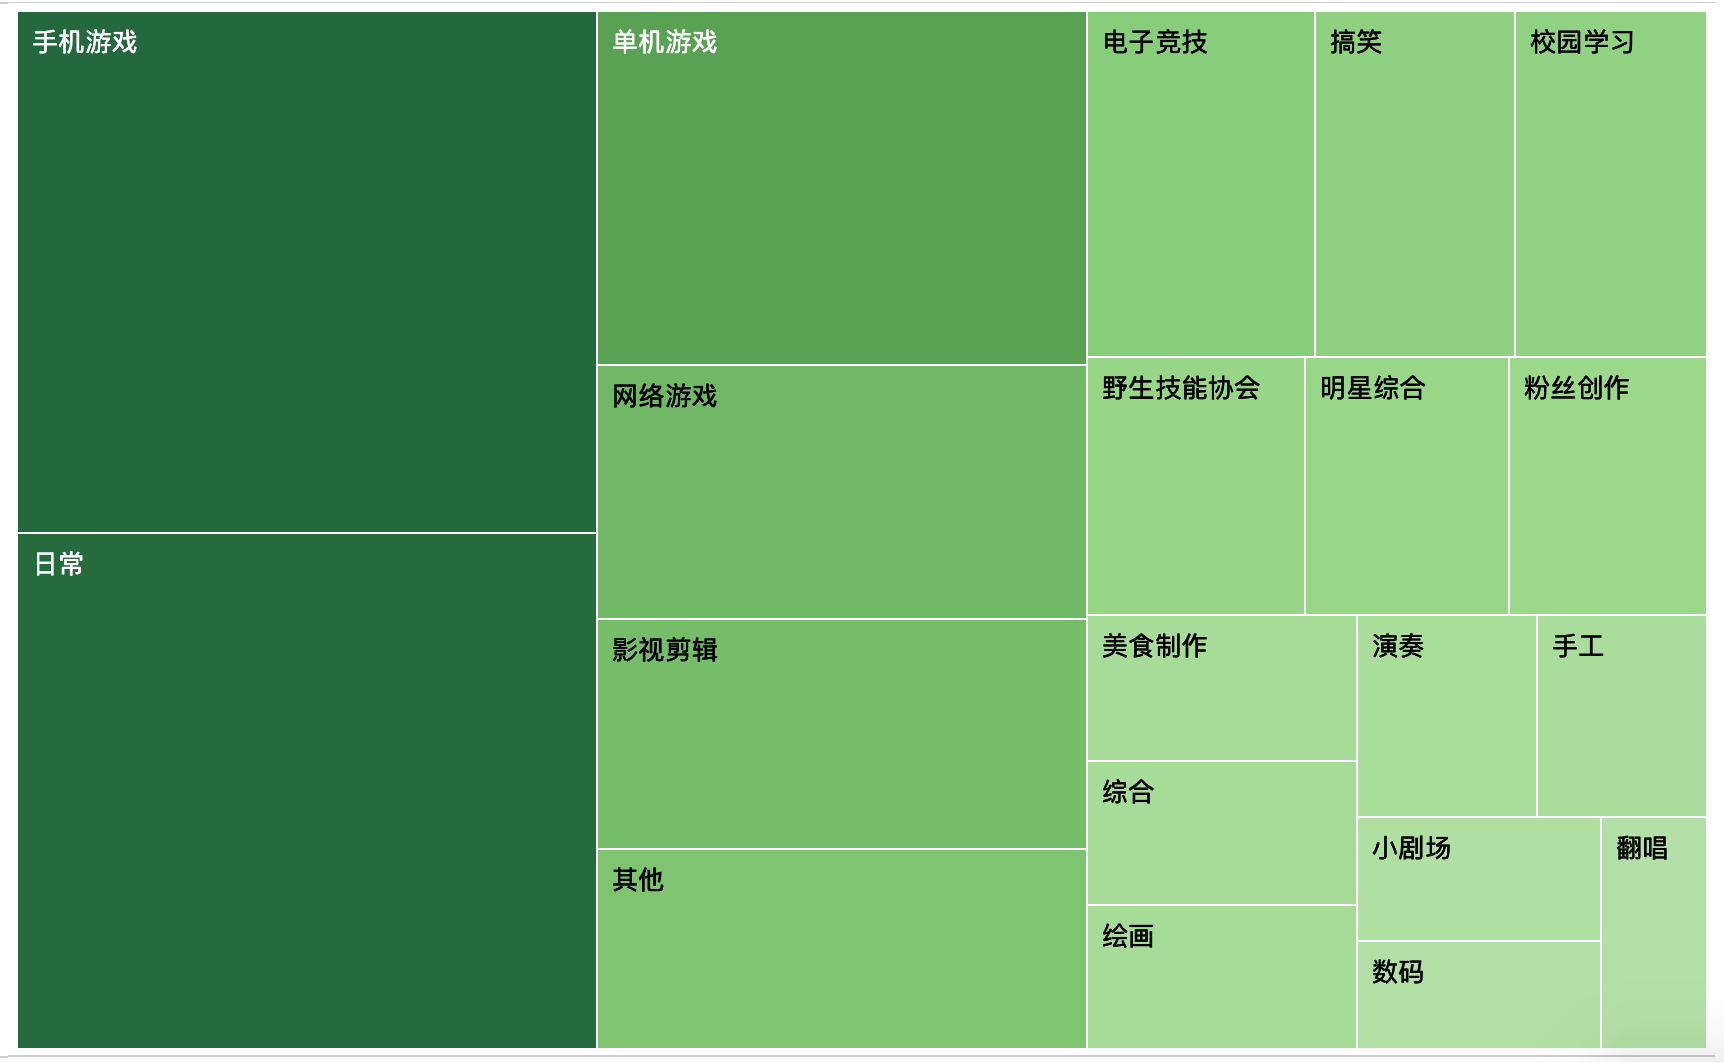 手机游戏
日常
单机游戏
网络游戏
影视剪辑
其他
电子竞技
搞笑
校园学习
野生技能协会
明星综合
粉丝创作
美食制作
综合
绘画
演奏
手工
小剧场
数码
翻唱